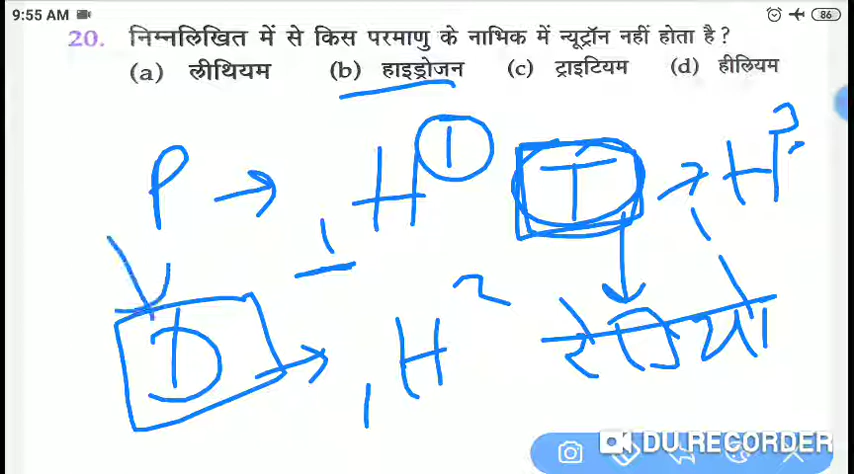 9:55 AM 86
20. निम्नलिखित में से किस परमाणु के नाभिक में न्यूट्रॉन नहीं होता है ?
(a) लीथियम (b) हाइड्रोजन (c) ट्राइटियम (d) हीलियम
P → ₁H¹ T → ₁H³
D → ₁H² रेडियो
DU RECORDER